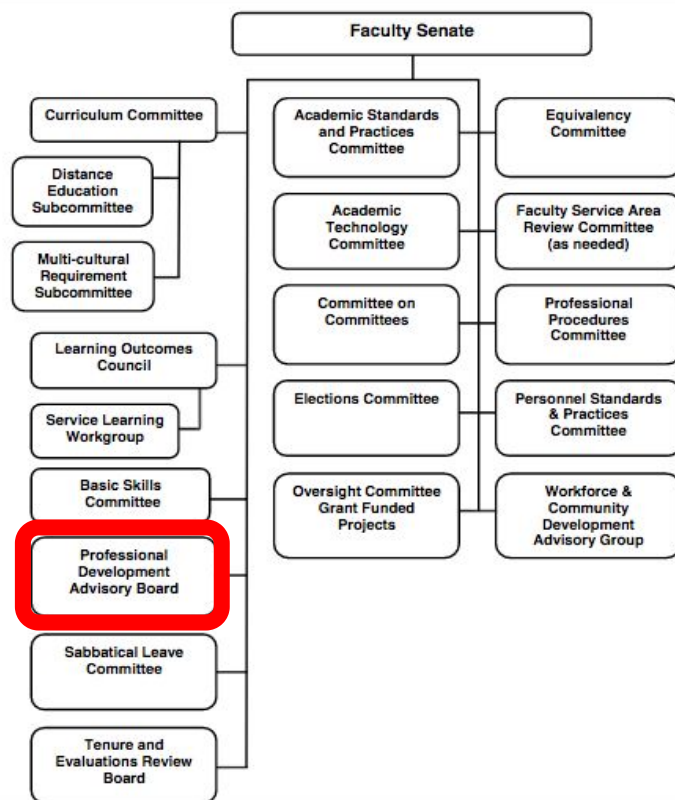 Faculty Senate
Curriculum Committee
Distance
Education
Subcommittee
Multi-cultural
Requirement
Subcommittee
Learning Outcomes
Council
Service Learning
Workgroup
Basic Skills
Committee
Professional
Development
Advisory Board
Sabbatical Leave
Committee
Tenure and
Evaluations Review
Board
Academic Standards
and Practices
Committee
Academic
Technology
Committee
Committee on
Committees
Elections Committee
Oversight Committee
Grant Funded
Projects
Equivalency
Committee
Faculty Service Area
Review Committee
(as needed)
Professional
Procedures
Committee
Personnel Standards
& Practices
Committee
Workforce &
Community
Development
Advisory Group